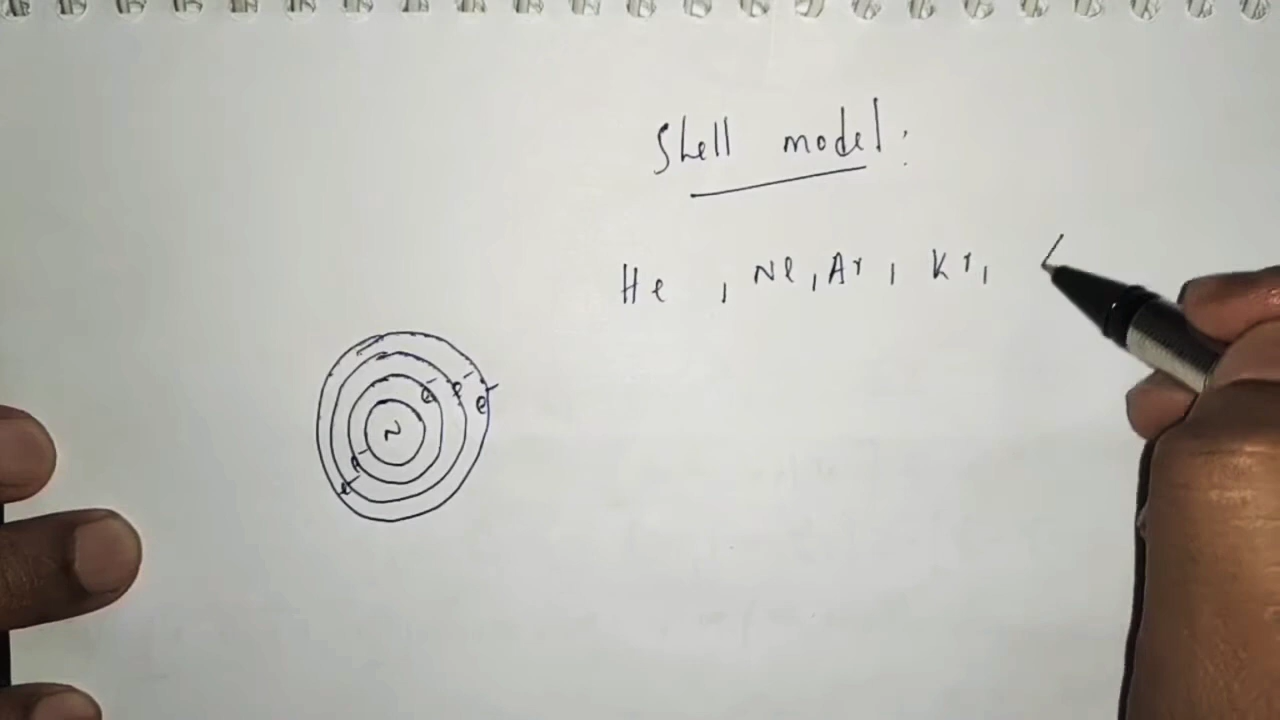 Shell model:
He , Ne, Ar, Kr,
e⁻ e⁻ e⁻
N
e⁻
e⁻